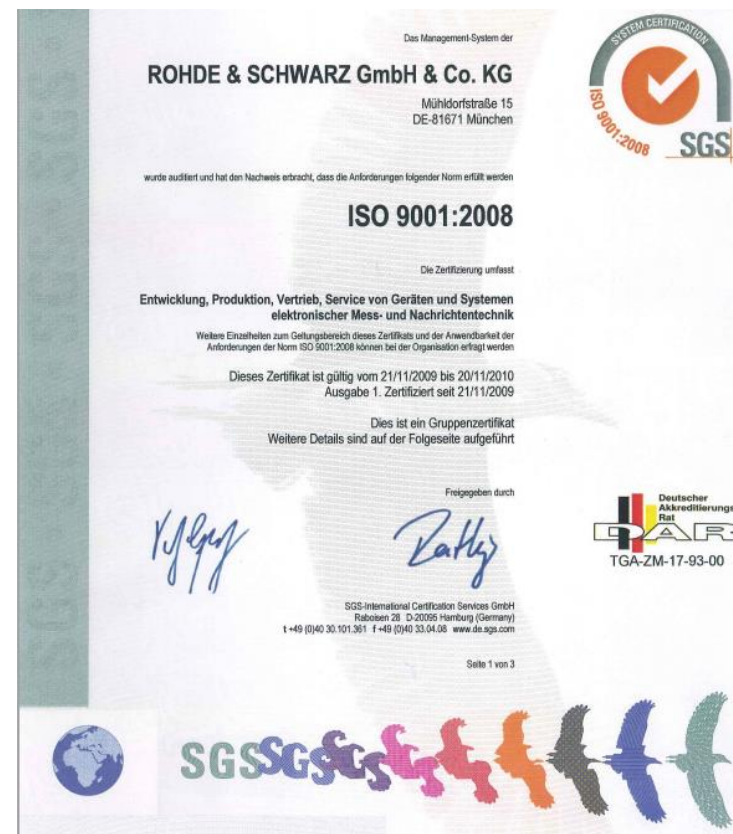 Das Management-System der
ROHDE & SCHWARZ GmbH & Co. KG
Mühldorfstraße 15
DE-81671 München
SYSTEM CERTIFICATION
ISO 9001:2008
SGS
wurde auditiert und hat den Nachweis erbracht, dass die Anforderungen folgender Norm erfüllt werden
ISO 9001:2008
Die Zertifizierung umfasst
Entwicklung, Produktion, Vertrieb, Service von Geräten und Systemen
elektronischer Mess- und Nachrichtentechnik
Weitere Einzelheiten zum Geltungsbereich dieses Zertifikats und der Anwendbarkeit der
Anforderungen der Norm ISO 9001:2008 können bei der Organisation erfragt werden
Dieses Zertifikat ist gültig vom 21/11/2009 bis 20/11/2010
Ausgabe 1. Zertifiziert seit 21/11/2009
Dies ist ein Gruppenzertifikat
Weitere Details sind auf der Folgeseite aufgeführt
Freigegeben durch
Deutscher
Akkreditierungs
Rat
DAR
TGA-ZM-17-93-00
SGS-International Certification Services GmbH
Raboisen 28 D-20095 Hamburg (Germany)
t +49 (0)40 30.101.361 f +49 (0)40 33.04.08 www.de.sgs.com
Seite 1 von 3
SGSSGSSGS